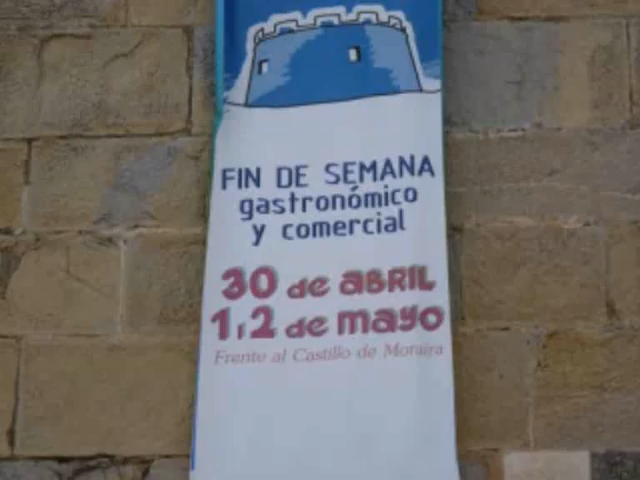 FIN DE SEMANA
gastronómico
y comercial
30 de ABRIL
1, 2 de mayo
Frente al Castillo de Moraira